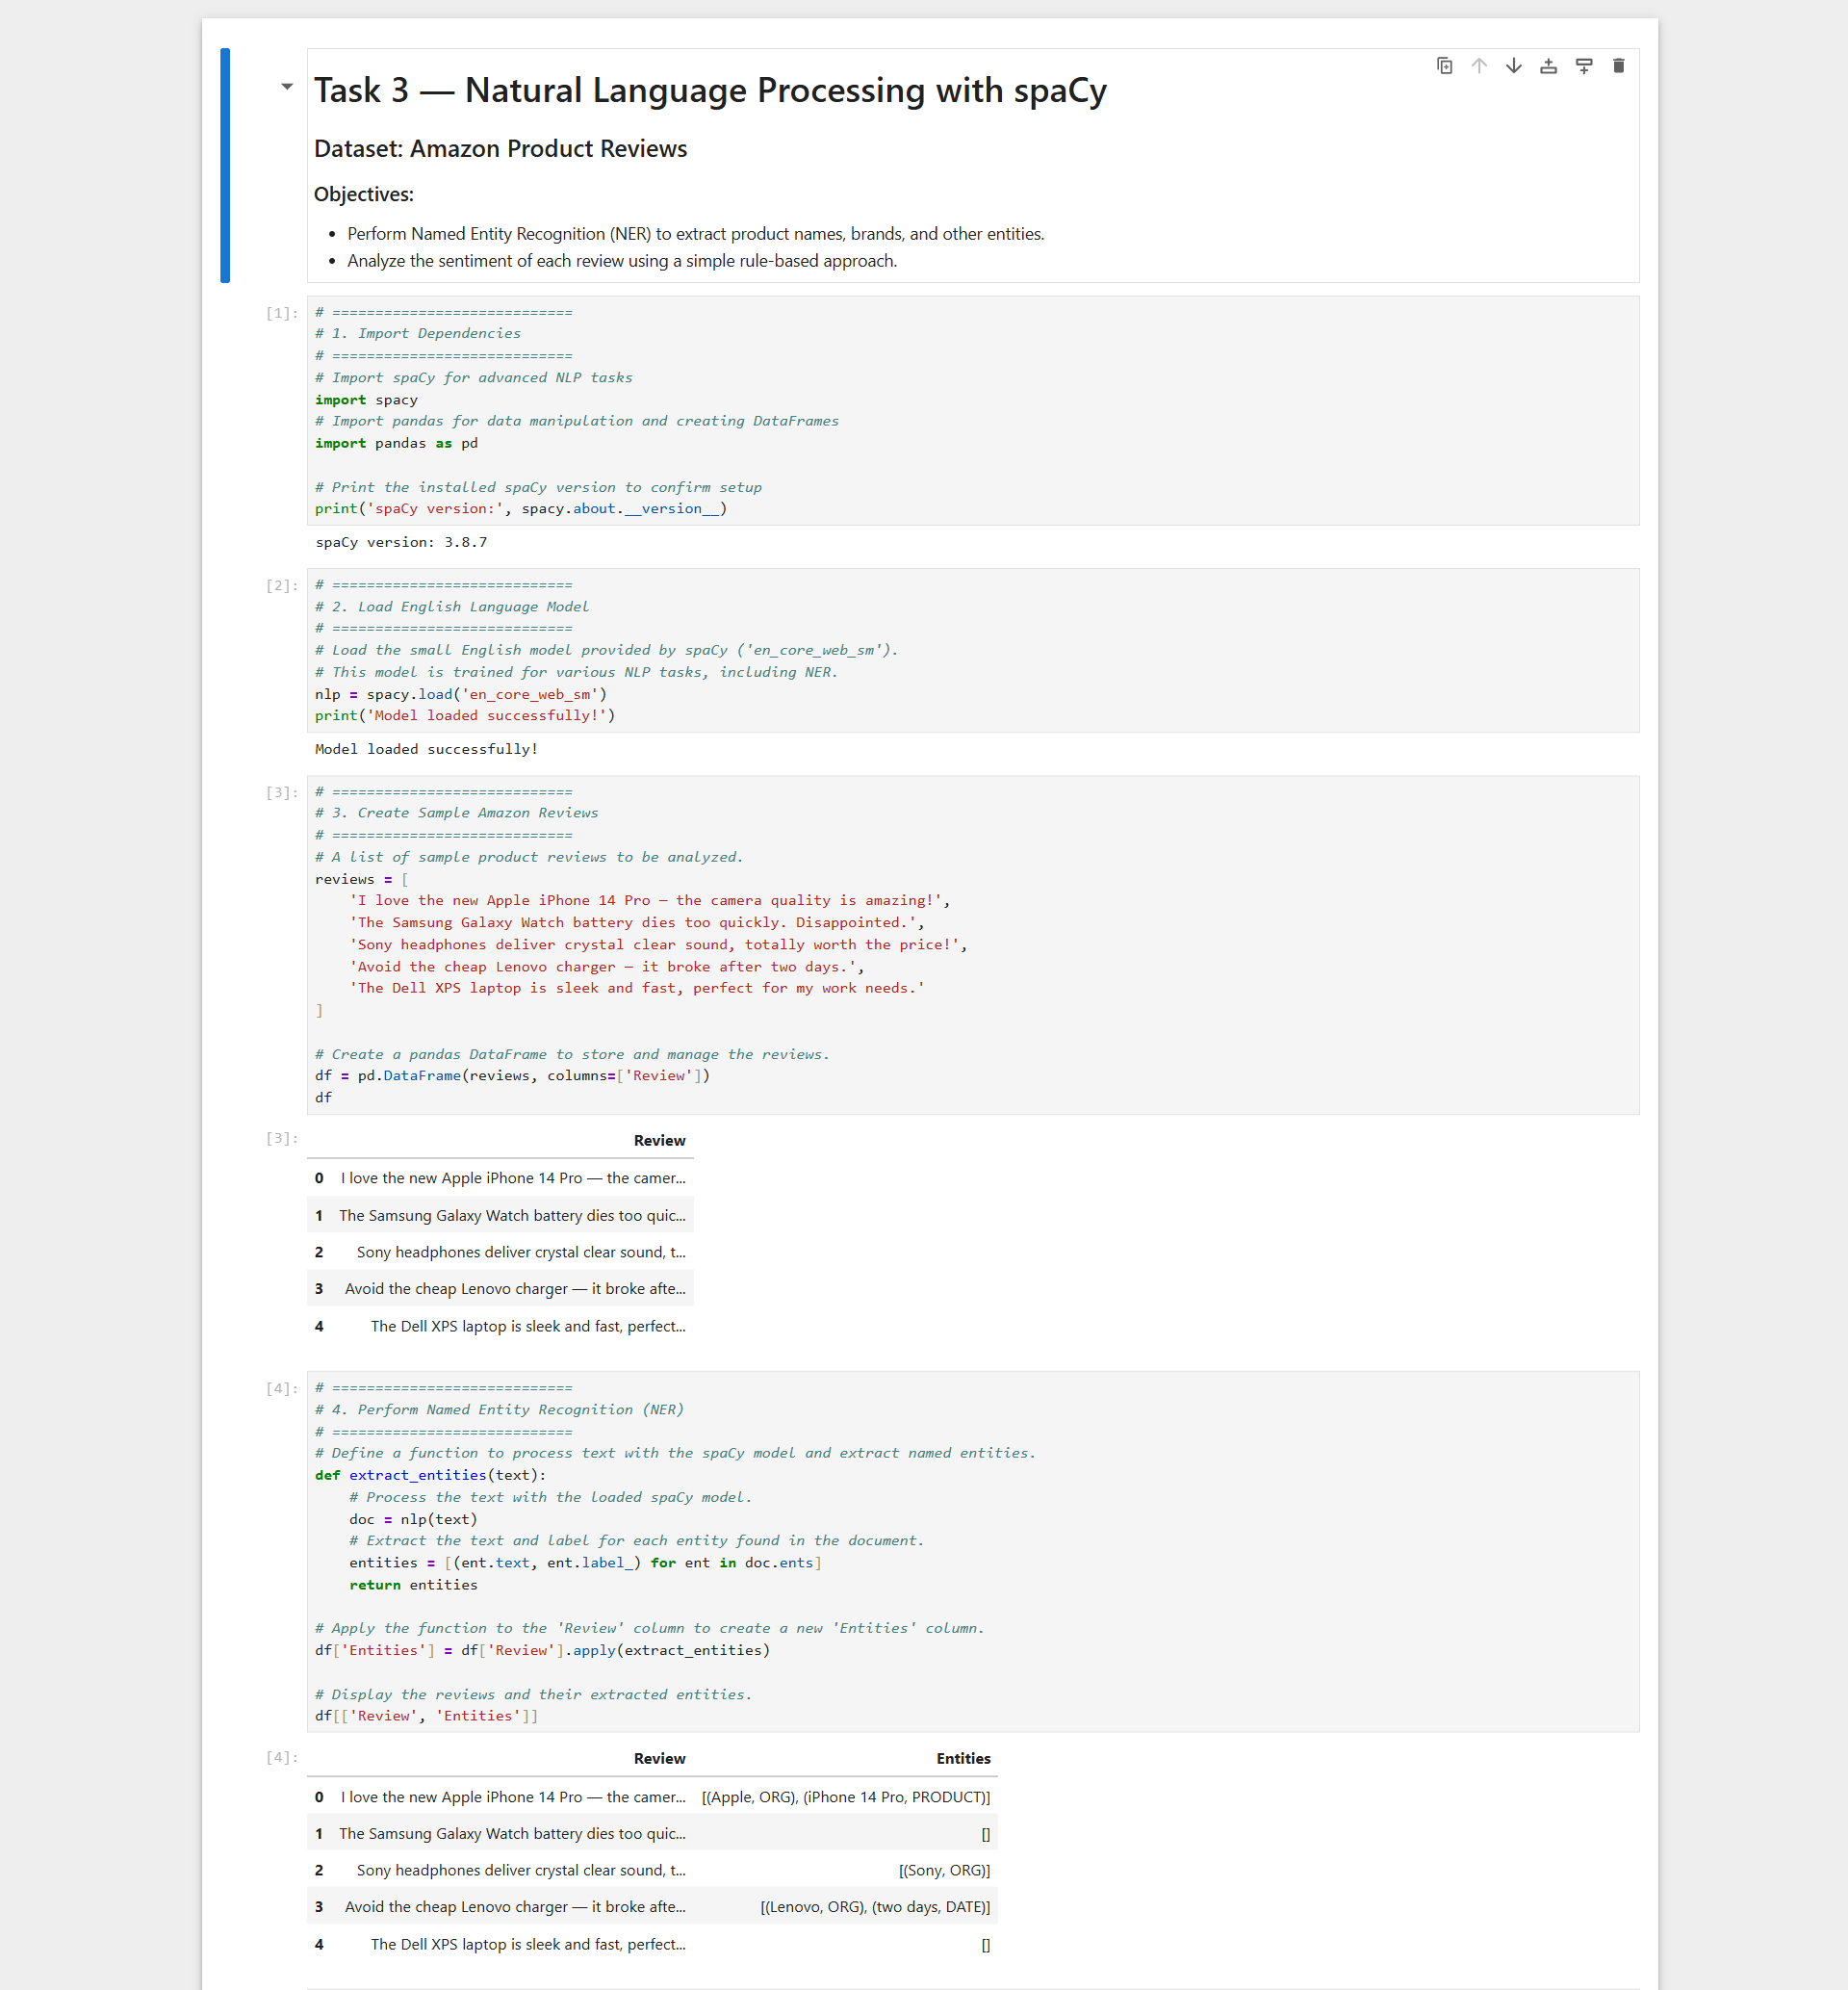 Task 3 — Natural Language Processing with spaCy
Dataset: Amazon Product Reviews
Objectives:
• Perform Named Entity Recognition (NER) to extract product names, brands, and other entities.
• Analyze the sentiment of each review using a simple rule-based approach.
[1]:
# ============================
# 1. Import Dependencies
# ============================
# Import spaCy for advanced NLP tasks
import spacy
# Import pandas for data manipulation and creating DataFrames
import pandas as pd
# Print the installed spaCy version to confirm setup
print('spaCy version:', spacy.about.__version__)
spaCy version: 3.8.7
[2]:
# ============================
# 2. Load English Language Model
# ============================
# Load the small English model provided by spaCy ('en_core_web_sm').
# This model is trained for various NLP tasks, including NER.
nlp = spacy.load('en_core_web_sm')
print('Model loaded successfully!')
Model loaded successfully!
[3]:
# ============================
# 3. Create Sample Amazon Reviews
# ============================
# A list of sample product reviews to be analyzed.
reviews = [
    'I love the new Apple iPhone 14 Pro — the camera quality is amazing!',
    'The Samsung Galaxy Watch battery dies too quickly. Disappointed.',
    'Sony headphones deliver crystal clear sound, totally worth the price!',
    'Avoid the cheap Lenovo charger — it broke after two days.',
    'The Dell XPS laptop is sleek and fast, perfect for my work needs.'
]
# Create a pandas DataFrame to store and manage the reviews.
df = pd.DataFrame(reviews, columns=['Review'])
df
[3]:
Review
0 I love the new Apple iPhone 14 Pro — the camer...
1 The Samsung Galaxy Watch battery dies too quic...
2 Sony headphones deliver crystal clear sound, t...
3 Avoid the cheap Lenovo charger — it broke afte...
4 The Dell XPS laptop is sleek and fast, perfect...
[4]:
# ============================
# 4. Perform Named Entity Recognition (NER)
# ============================
# Define a function to process text with the spaCy model and extract named entities.
def extract_entities(text):
    # Process the text with the loaded spaCy model.
    doc = nlp(text)
    # Extract the text and label for each entity found in the document.
    entities = [(ent.text, ent.label_) for ent in doc.ents]
    return entities
# Apply the function to the 'Review' column to create a new 'Entities' column.
df['Entities'] = df['Review'].apply(extract_entities)
# Display the reviews and their extracted entities.
df[['Review', 'Entities']]
[4]:
Review Entities
0 I love the new Apple iPhone 14 Pro — the camer... [(Apple, ORG), (iPhone 14 Pro, PRODUCT)]
1 The Samsung Galaxy Watch battery dies too quic... []
2 Sony headphones deliver crystal clear sound, t... [(Sony, ORG)]
3 Avoid the cheap Lenovo charger — it broke afte... [(Lenovo, ORG), (two days, DATE)]
4 The Dell XPS laptop is sleek and fast, perfect... []